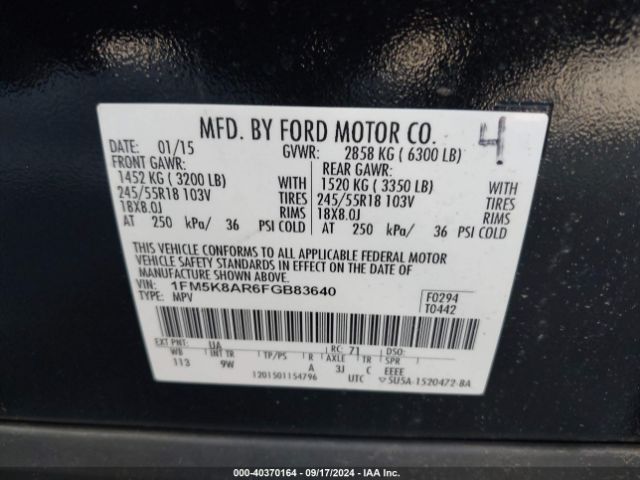 MFD. BY FORD MOTOR CO. 4
DATE: 01/15 GVWR: 2858 KG ( 6300 LB)
FRONT GAWR: REAR GAWR:
1452 KG ( 3200 LB) WITH 1520 KG ( 3350 LB) WITH
245/55R18 103V TIRES 245/55R18 103V TIRES
18X8.0J RIMS 18X8.0J RIMS
AT 250 kPa/ 36 PSI COLD AT 250 kPa/ 36 PSI COLD
THIS VEHICLE CONFORMS TO ALL APPLICABLE FEDERAL MOTOR
VEHICLE SAFETY STANDARDS IN EFFECT ON THE DATE OF
MANUFACTURE SHOWN ABOVE.
VIN: 1FM5K8AR6FGB83640
TYPE: MPV
F0294
T0442
EXT PNT: UA RC: 71 DSO:
WB INT TR TP/PS R AXLE TR SPR
113 9W A 3J C EEEE
1201501154796 UTC 5U5A-1520472-BA
000-40370164 - 09/17/2024 - IAA Inc.